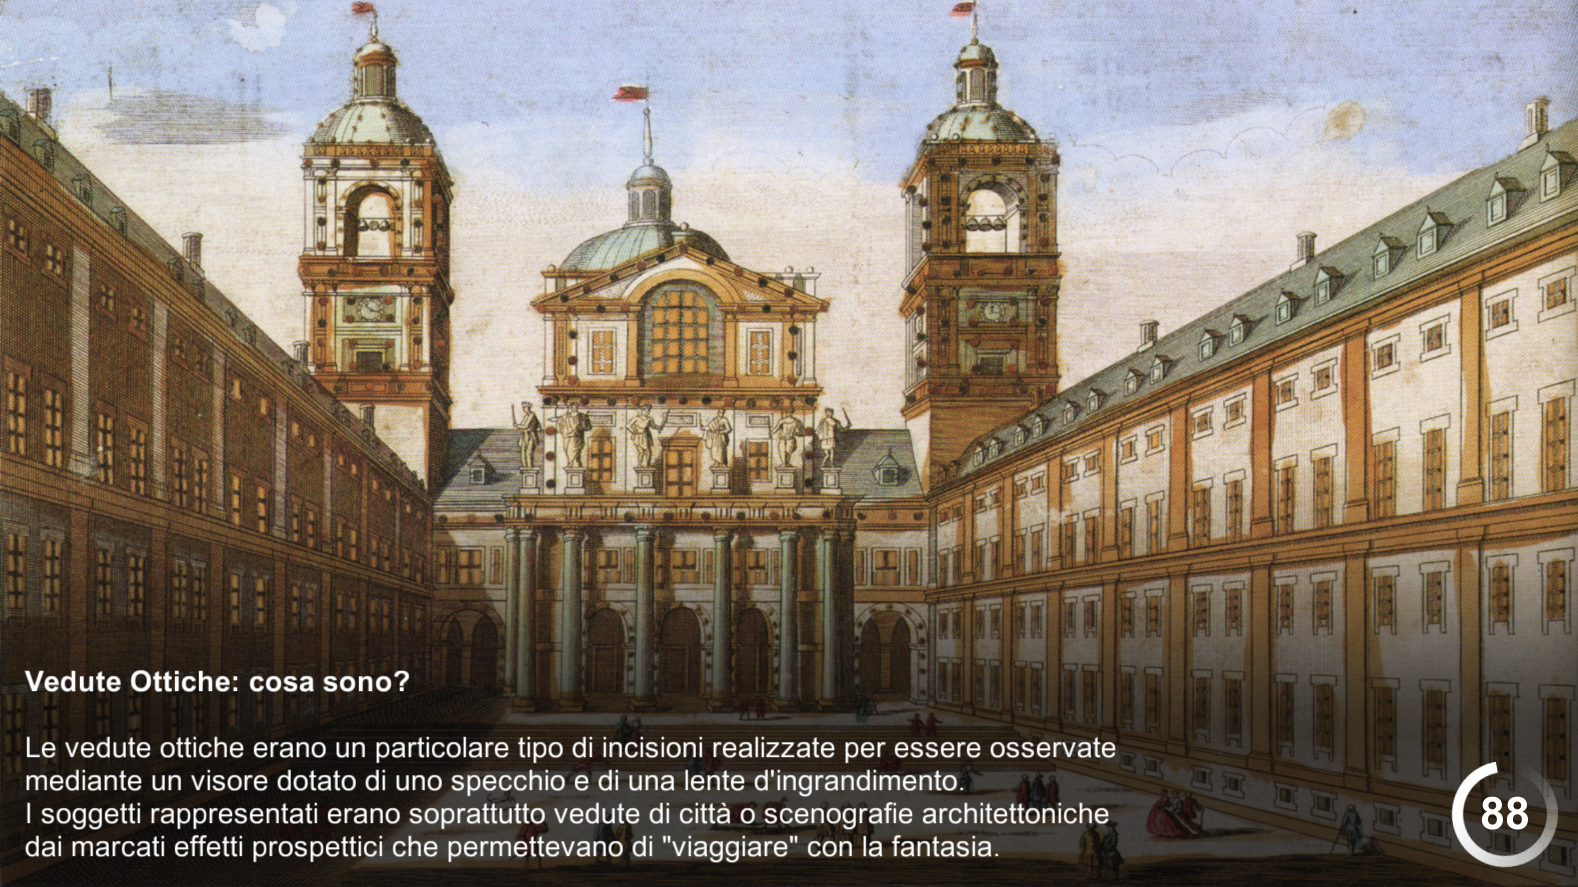 Vedute Ottiche: cosa sono?
Le vedute ottiche erano un particolare tipo di incisioni realizzate per essere osservate
mediante un visore dotato di uno specchio e di una lente d'ingrandimento.
I soggetti rappresentati erano soprattutto vedute di città o scenografie architettoniche
dai marcati effetti prospettici che permettevano di "viaggiare" con la fantasia.
88